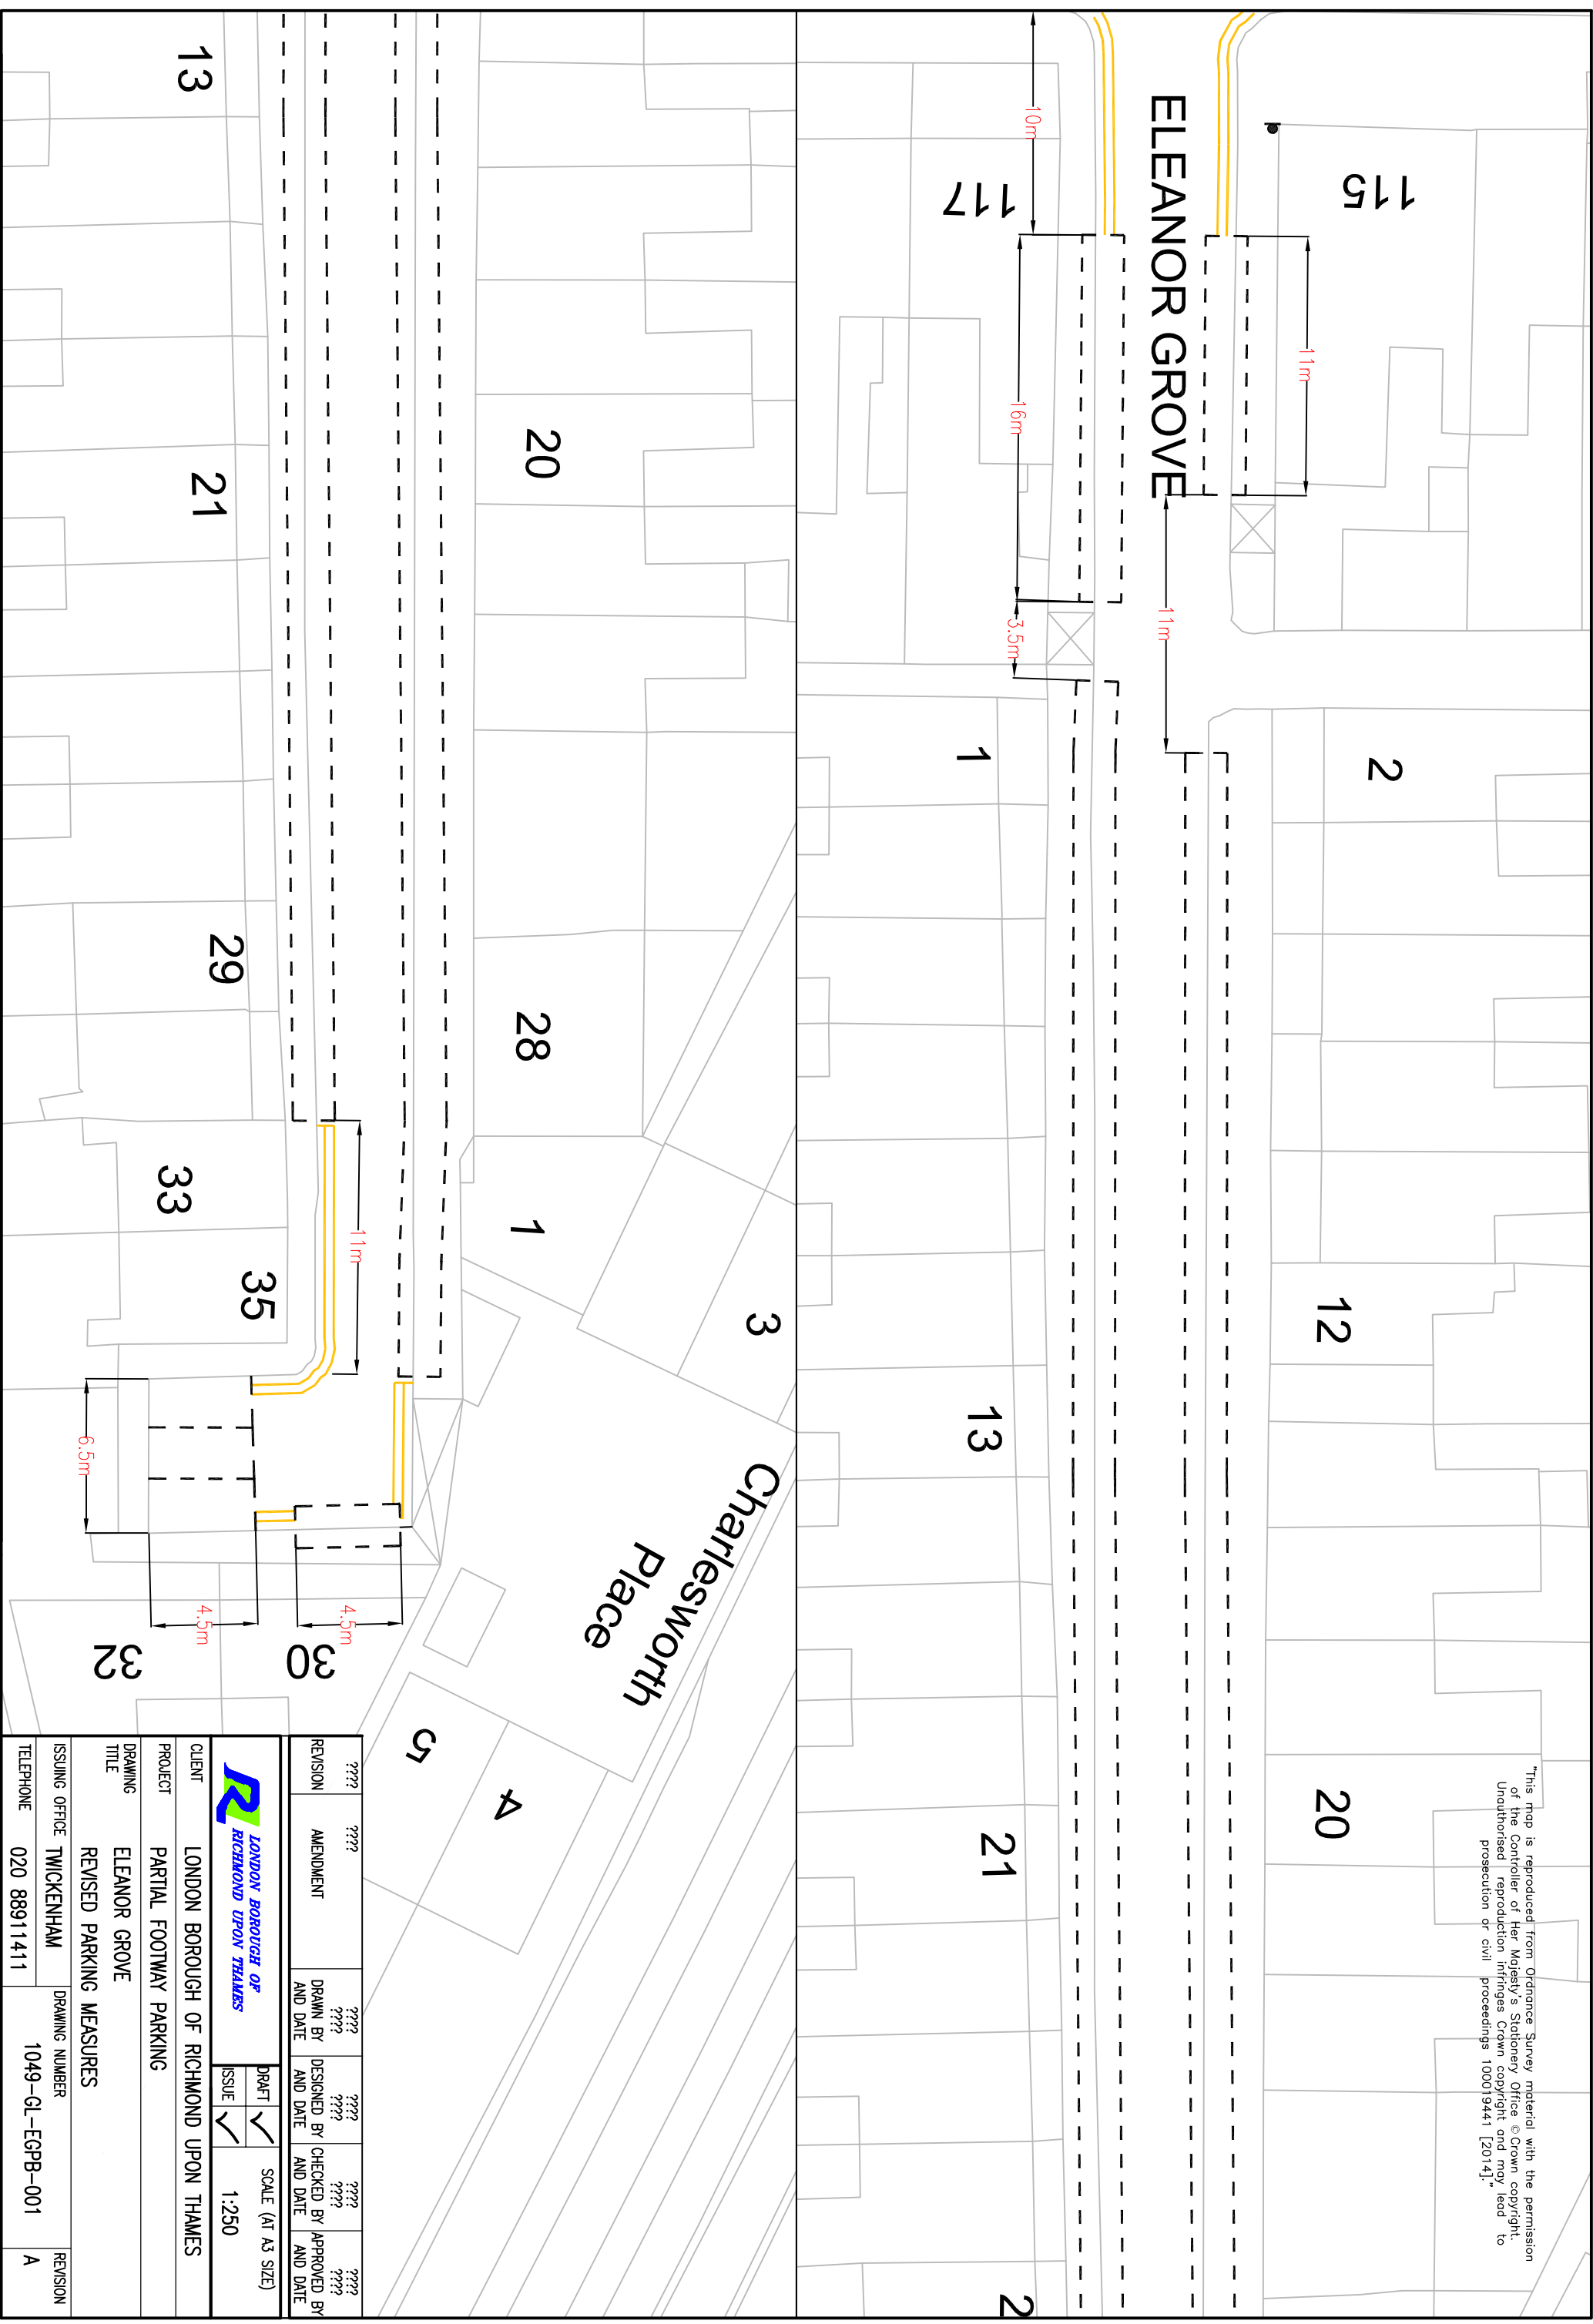 "This map is reproduced from Ordnance Survey material with the permission
of the Controller of Her Majesty's Stationery Office © Crown copyright.
Unauthorised reproduction infringes Crown copyright and may lead to
prosecution or civil proceedings 100019441 [2014]."
115
11m
ELEANOR GROVE
11m
10m
117
16m
3.5m
2
12
20
1
13
21
2
20
28
1
3
Charlesworth
Place
4
5
13
21
29
33
35
11m
6.5m
4.5m
4.5m
30
32
???? ???? ???? ???? ???? ????
???? ???? ???? ????
REVISION AMENDMENT DRAWN BY DESIGNED BY CHECKED BY APPROVED BY
AND DATE AND DATE AND DATE AND DATE
R LONDON BOROUGH OF
RICHMOND UPON THAMES
DRAFT ✓
ISSUE ✓
SCALE (AT A3 SIZE)
1:250
CLIENT LONDON BOROUGH OF RICHMOND UPON THAMES
PROJECT PARTIAL FOOTWAY PARKING
DRAWING
TITLE
ELEANOR GROVE
REVISED PARKING MEASURES
ISSUING OFFICE TWICKENHAM
TELEPHONE 020 88911411
DRAWING NUMBER
1049-GL-EGPB-001
REVISION
A